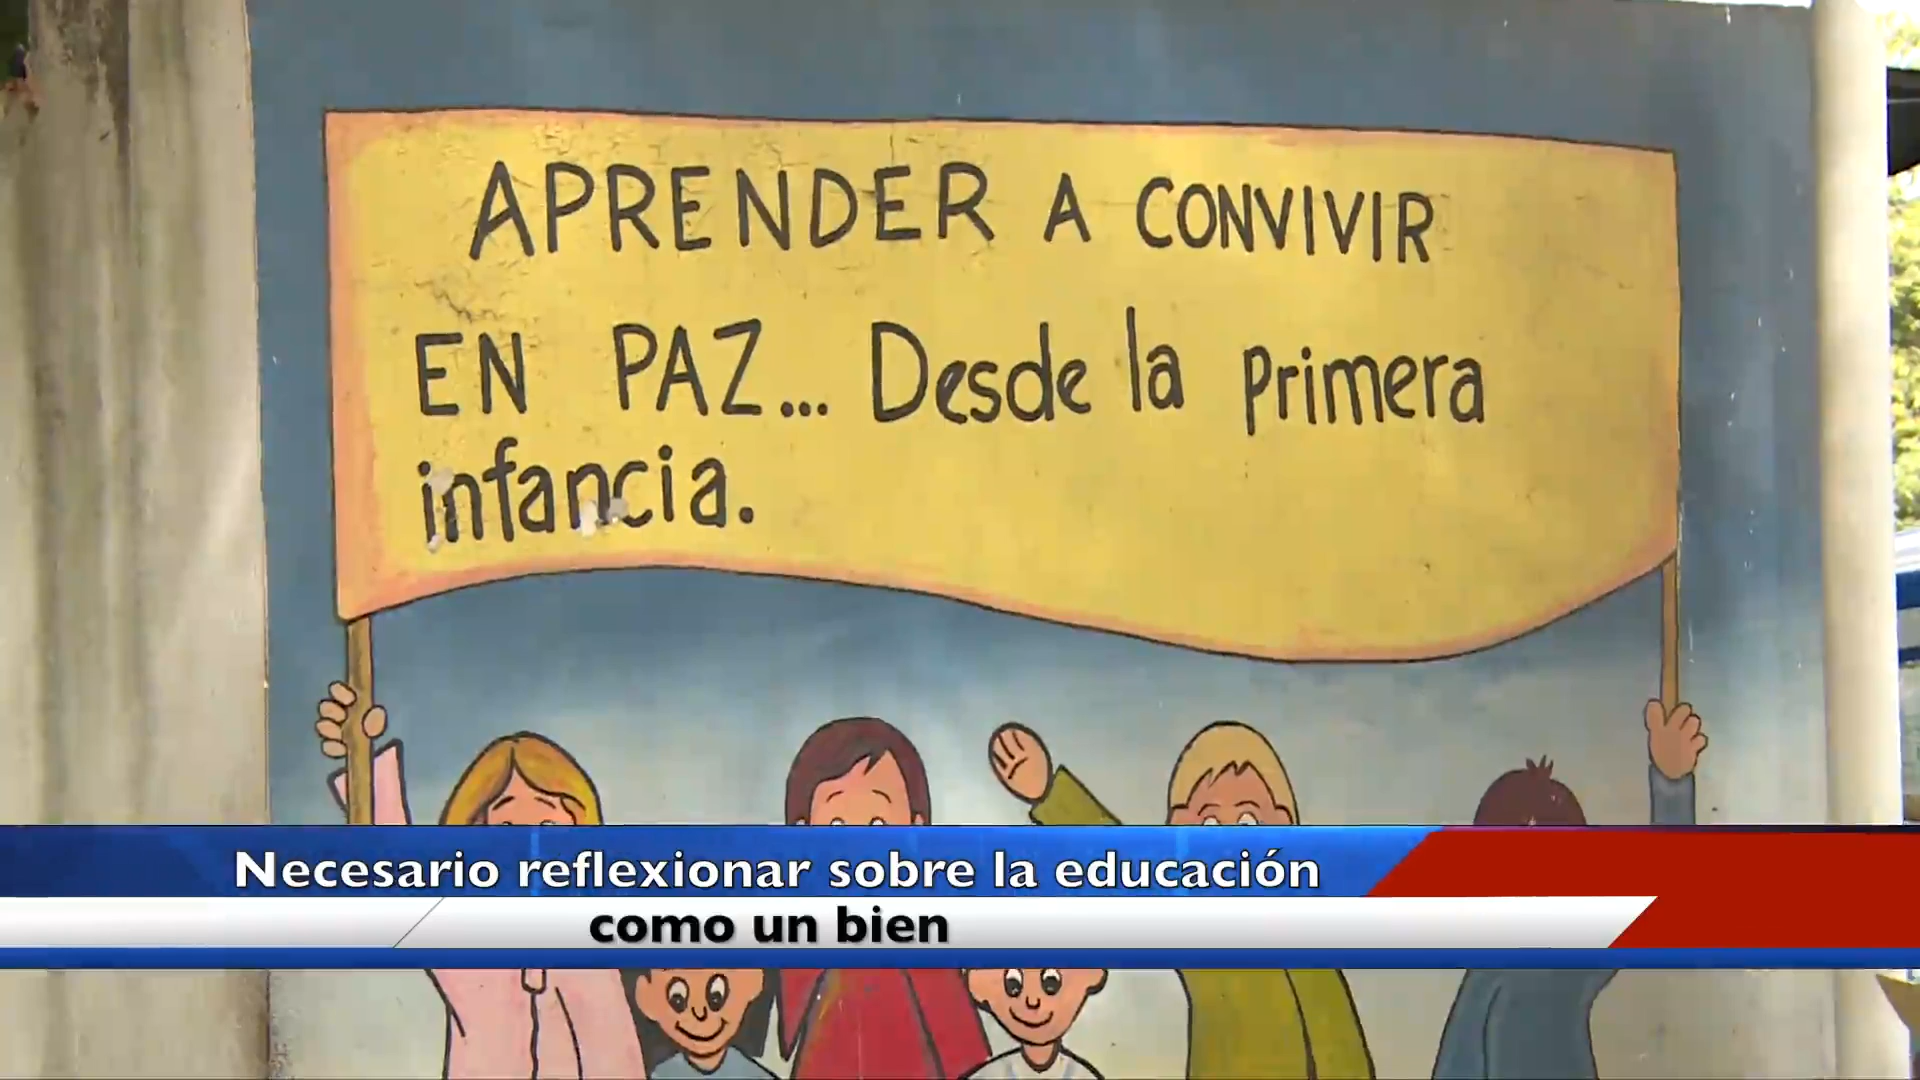 APRENDER A CONVIVIR
EN PAZ... Desde la primera
infancia.
Necesario reflexionar sobre la educación
como un bien